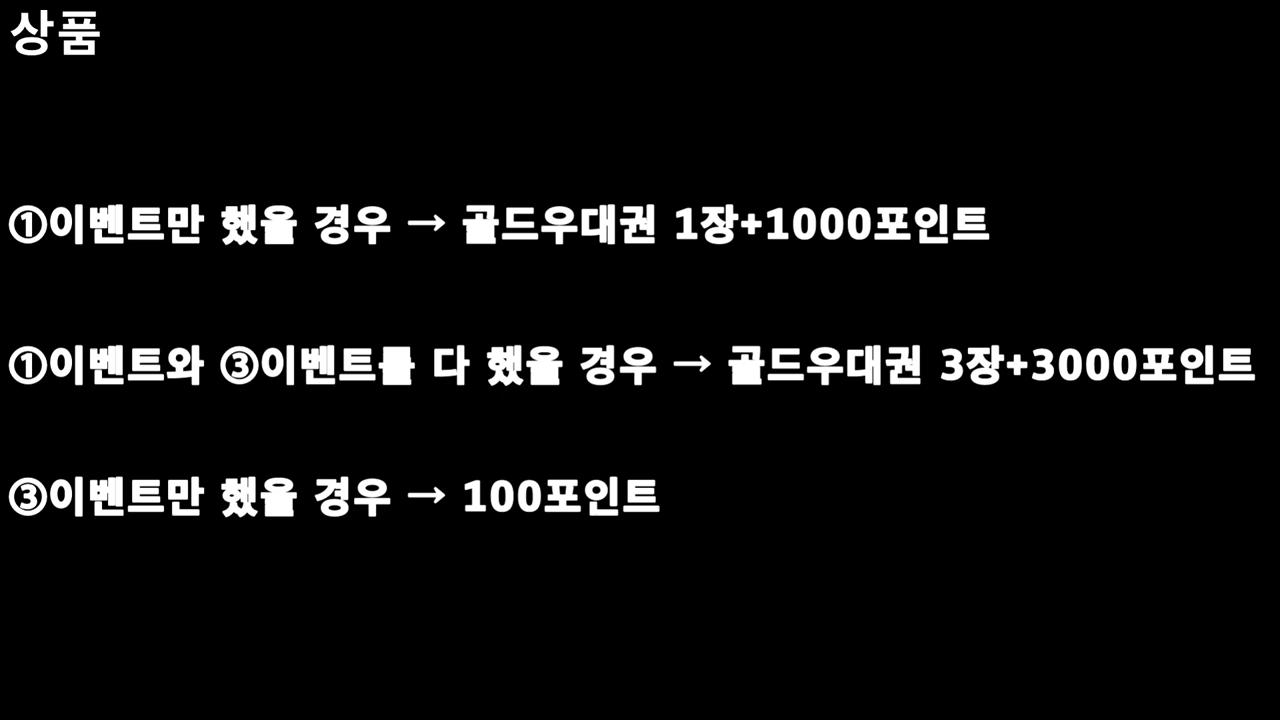 상품
①이벤트만 했을 경우 → 골드우대권 1장+1000포인트
①이벤트와 ③이벤트를 다 했을 경우 → 골드우대권 3장+3000포인트
③이벤트만 했을 경우 → 100포인트